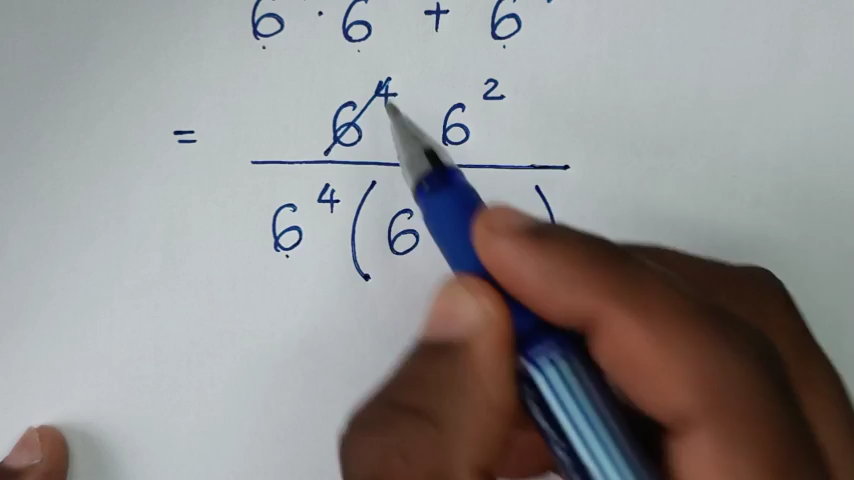 6 · 6 + 6
= 6⁴ 6²
6⁴(6 )